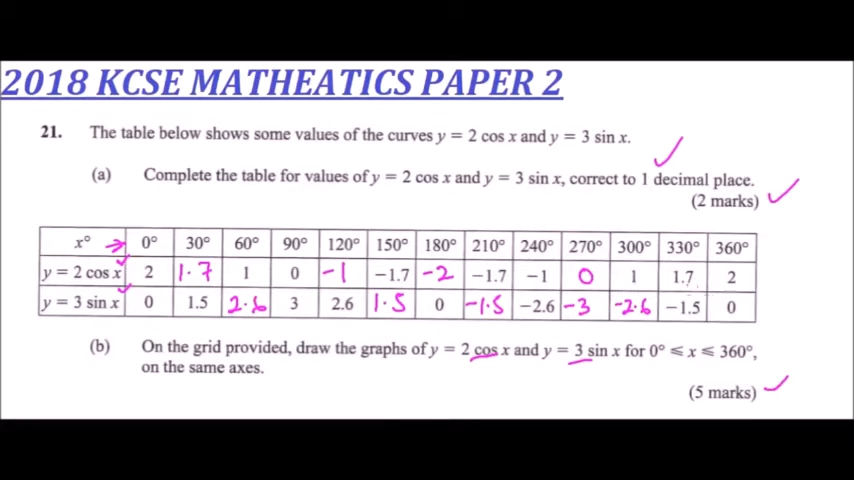 2018 KCSE MATHEATICS PAPER 2
21. The table below shows some values of the curves y = 2 cos x and y = 3 sin x.
(a) Complete the table for values of y = 2 cos x and y = 3 sin x, correct to 1 decimal place.
(2 marks)
x° 0° 30° 60° 90° 120° 150° 180° 210° 240° 270° 300° 330° 360°
y = 2 cos x 2 1.7 1 0 -1 −1.7 -2 −1.7 −1 0 1 1.7 2
y = 3 sin x 0 1.5 2.6 3 2.6 1.5 0 -1.5 −2.6 -3 -2.6 −1.5 0
(b) On the grid provided, draw the graphs of y = 2 cos x and y = 3 sin x for 0° ⩽ x ⩽ 360°,
on the same axes.
(5 marks)